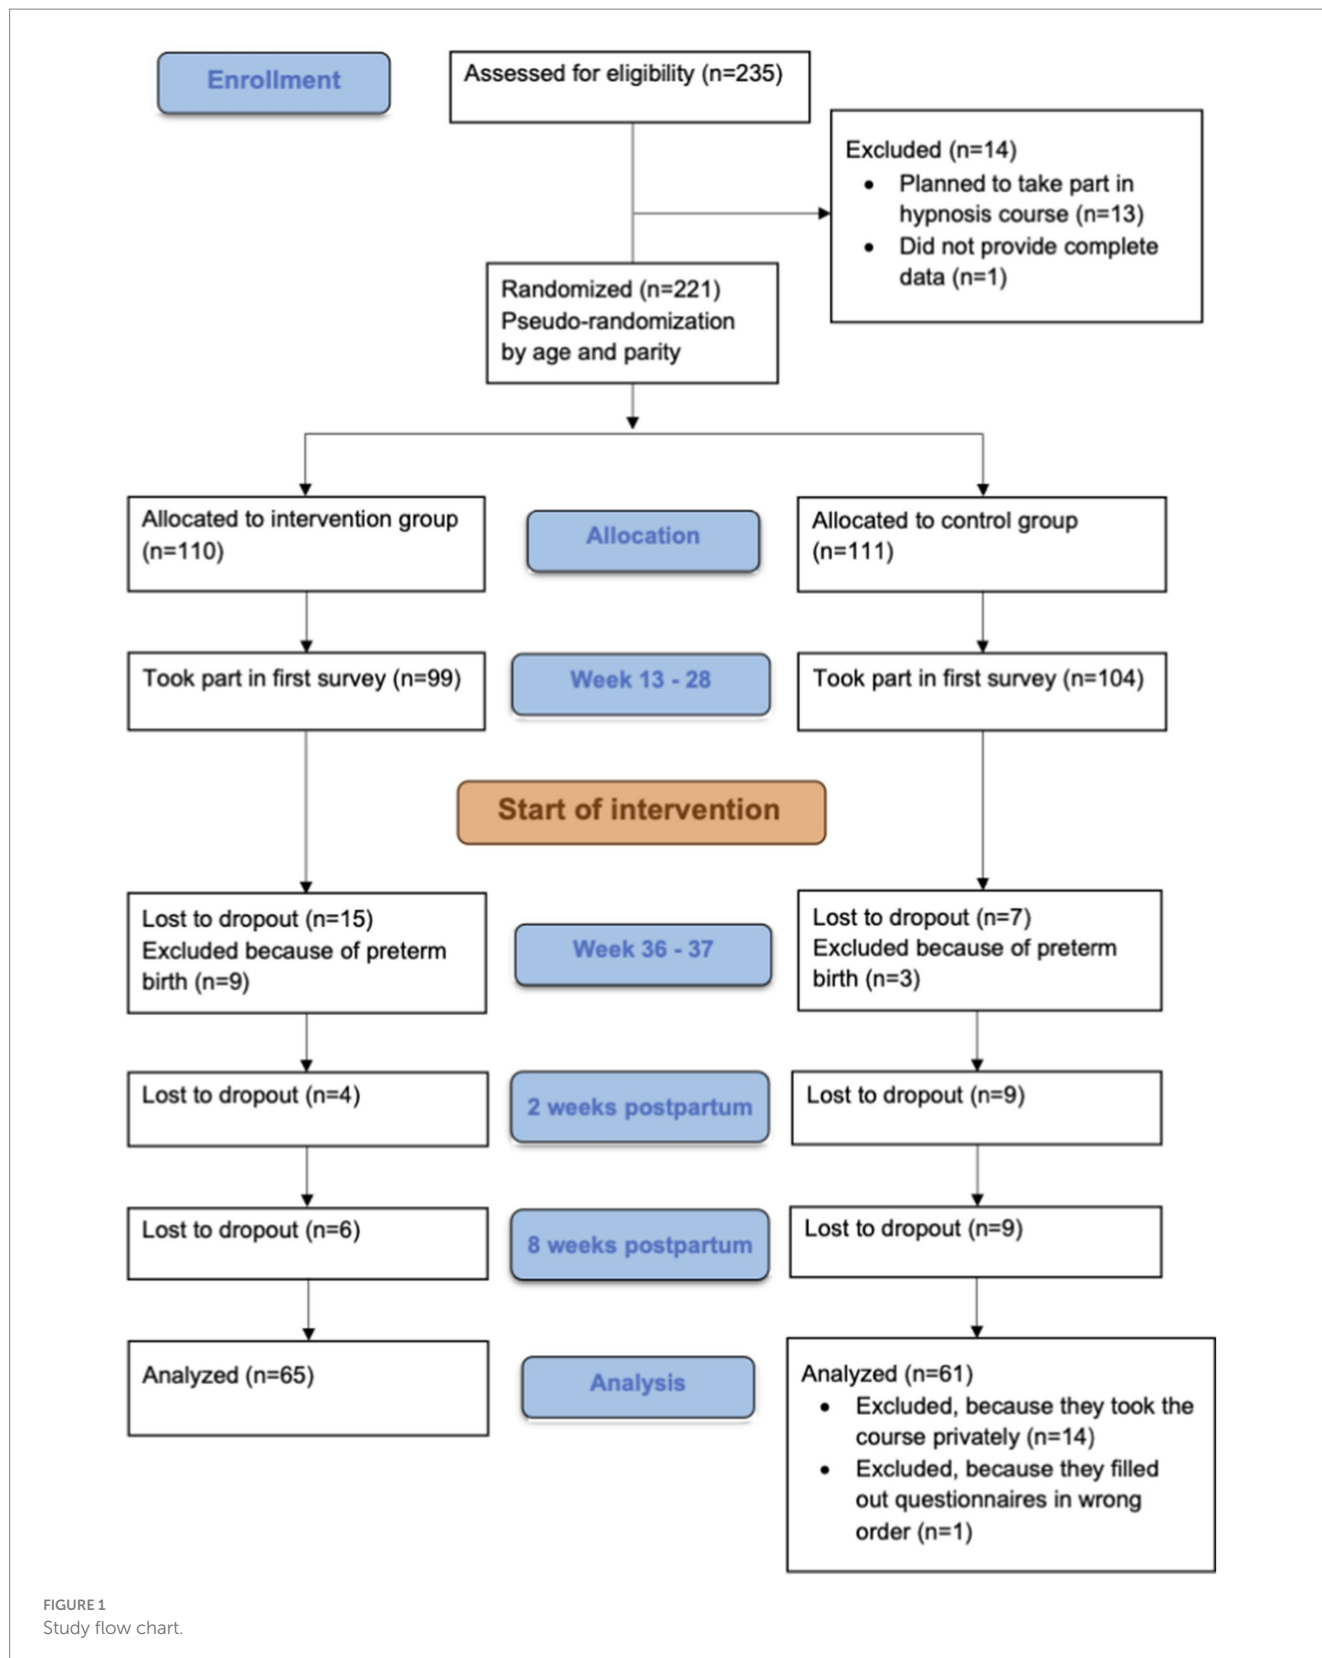 Enrollment
Assessed for eligibility (n=235)
Excluded (n=14)
• Planned to take part in
hypnosis course (n=13)
• Did not provide complete
data (n=1)
Randomized (n=221)
Pseudo-randomization
by age and parity
Allocated to intervention group
(n=110)
Allocation
Allocated to control group
(n=111)
Took part in first survey (n=99)
Week 13 - 28
Took part in first survey (n=104)
Start of intervention
Lost to dropout (n=15)
Excluded because of preterm
birth (n=9)
Week 36 - 37
Lost to dropout (n=7)
Excluded because of preterm
birth (n=3)
Lost to dropout (n=4)
2 weeks postpartum
Lost to dropout (n=9)
Lost to dropout (n=6)
8 weeks postpartum
Lost to dropout (n=9)
Analyzed (n=65)
Analysis
Analyzed (n=61)
• Excluded, because they took the
course privately (n=14)
• Excluded, because they filled
out questionnaires in wrong
order (n=1)
FIGURE 1
Study flow chart.